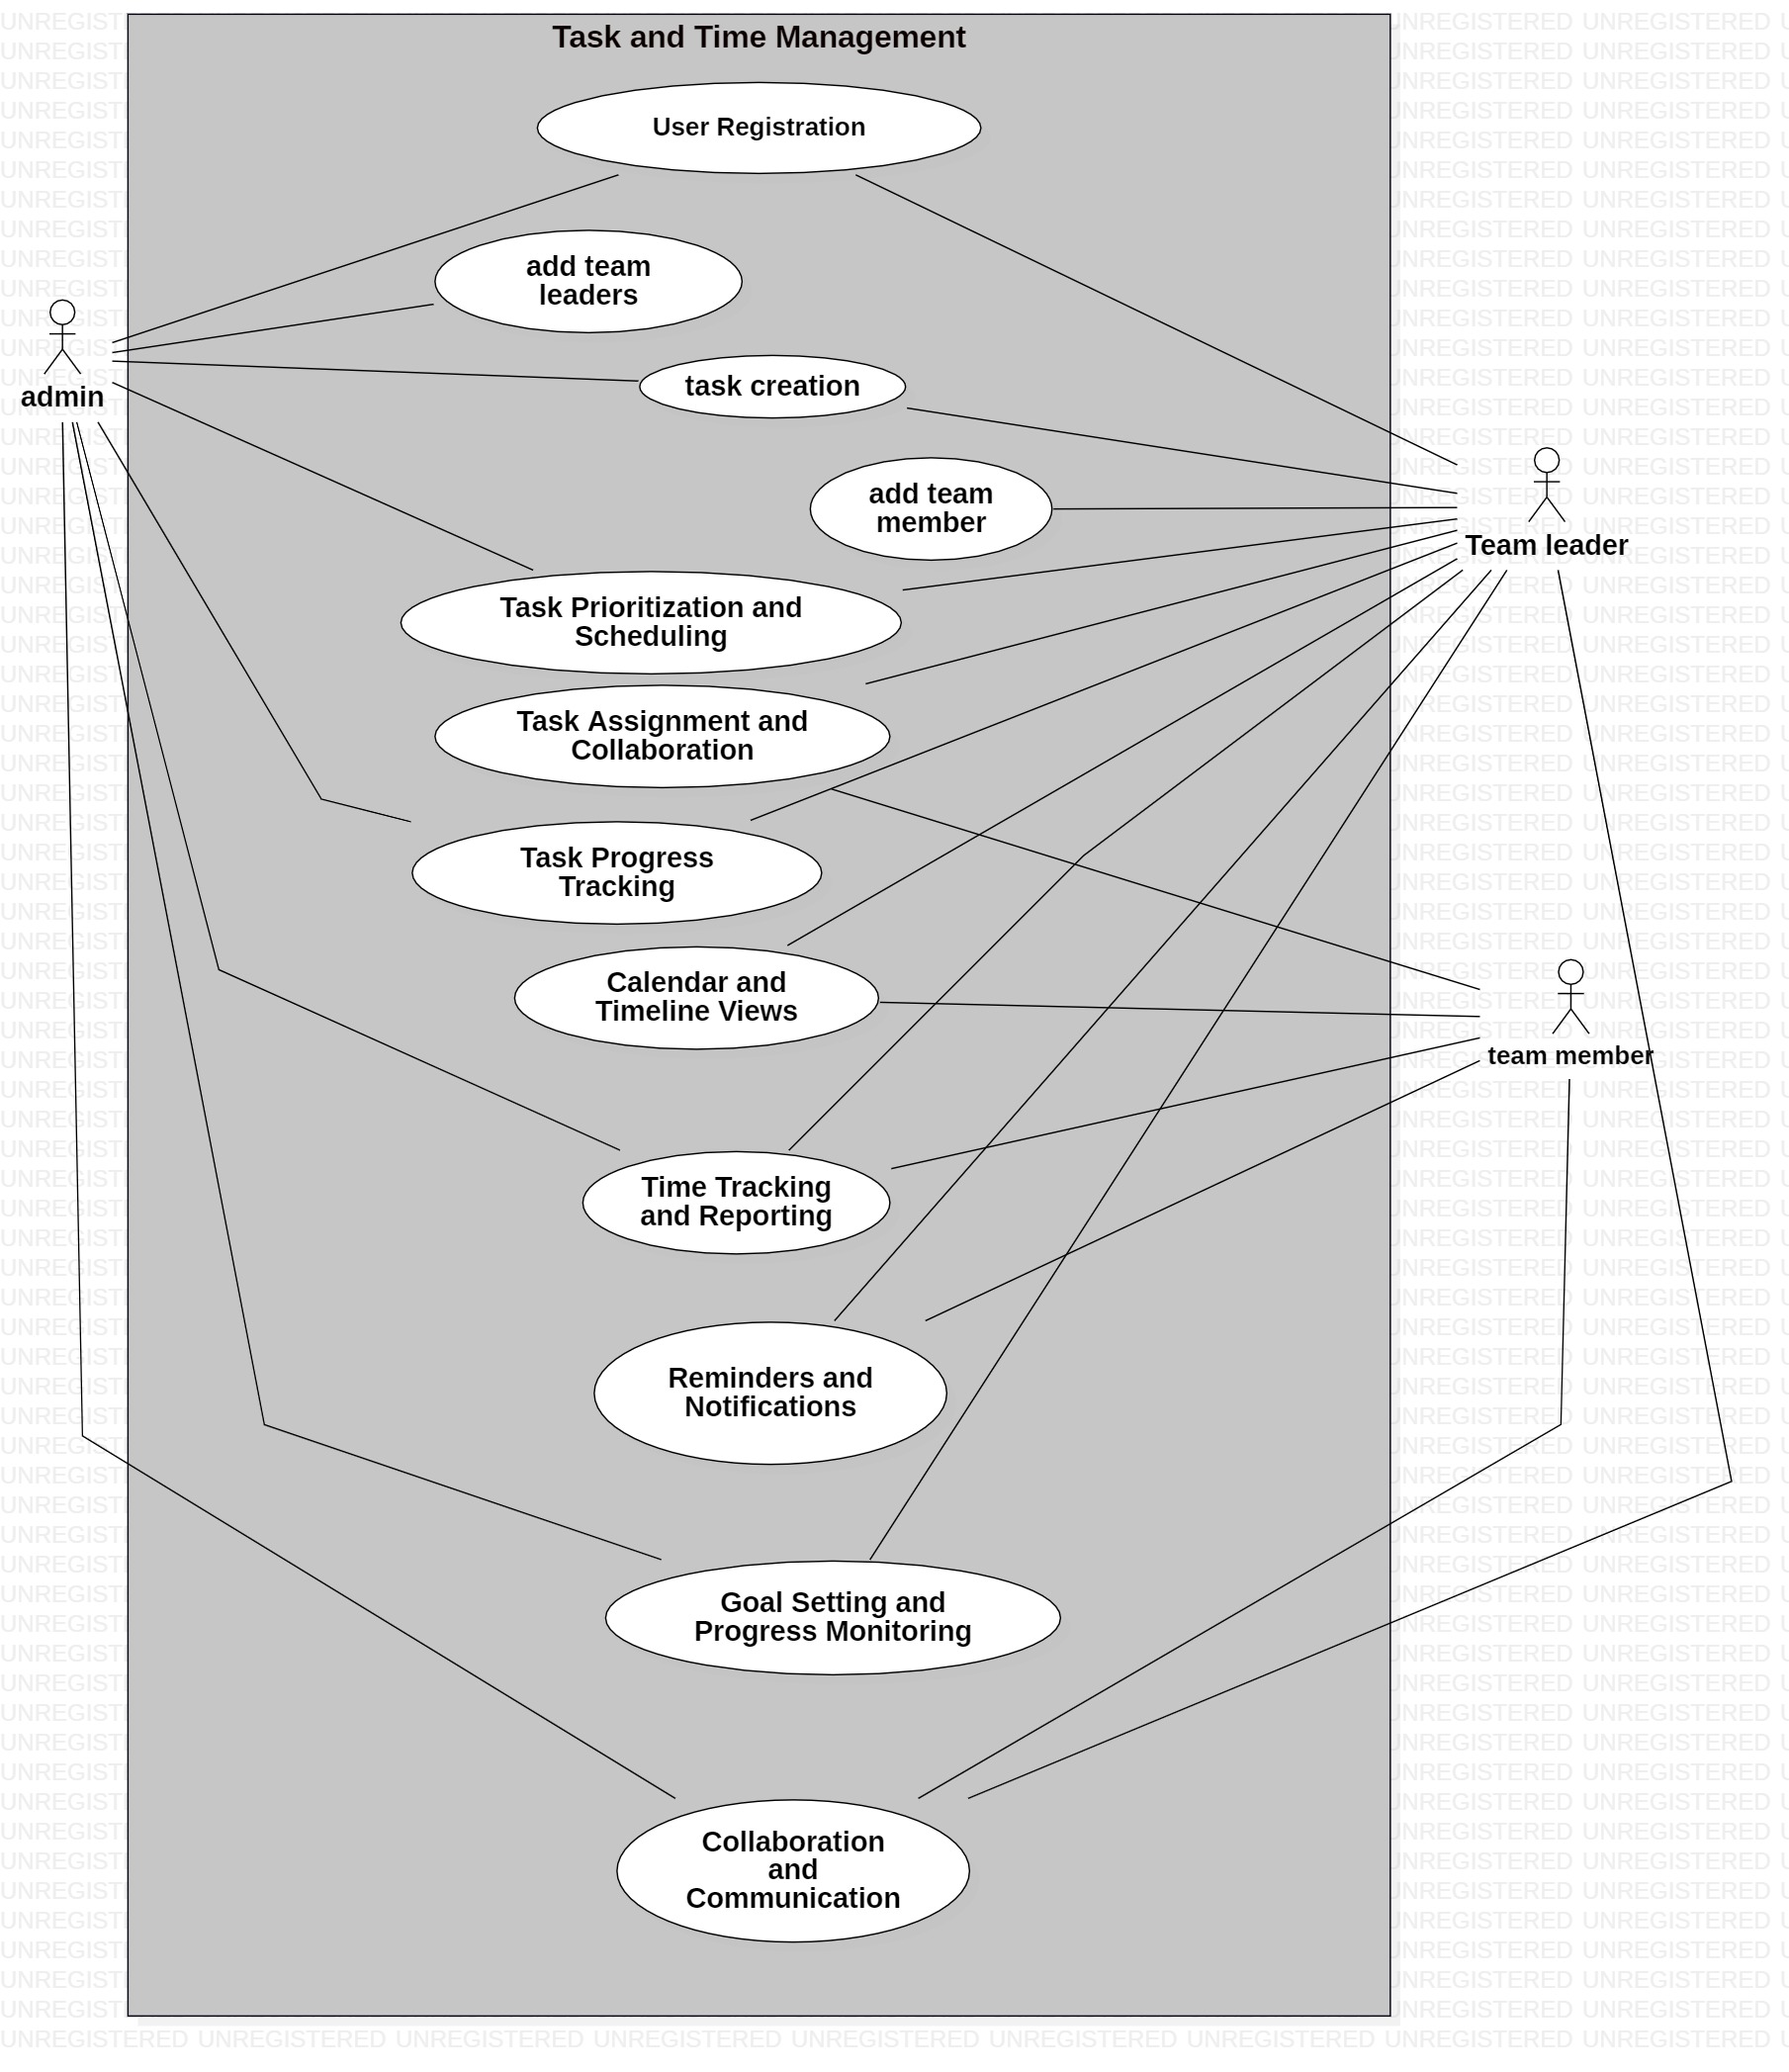 Task and Time Management
User Registration
add team
leaders
admin
task creation
add team
member
Team leader
Task Prioritization and
Scheduling
Task Assignment and
Collaboration
Task Progress
Tracking
Calendar and
Timeline Views
team member
Time Tracking
and Reporting
Reminders and
Notifications
Goal Setting and
Progress Monitoring
Collaboration
and
Communication
UNREGISTERED UNREGISTERED UNREGISTERED UNREGISTERED UNREGISTERED UNREGISTERED UNREGISTERED UNREGISTERED UNREGISTERED